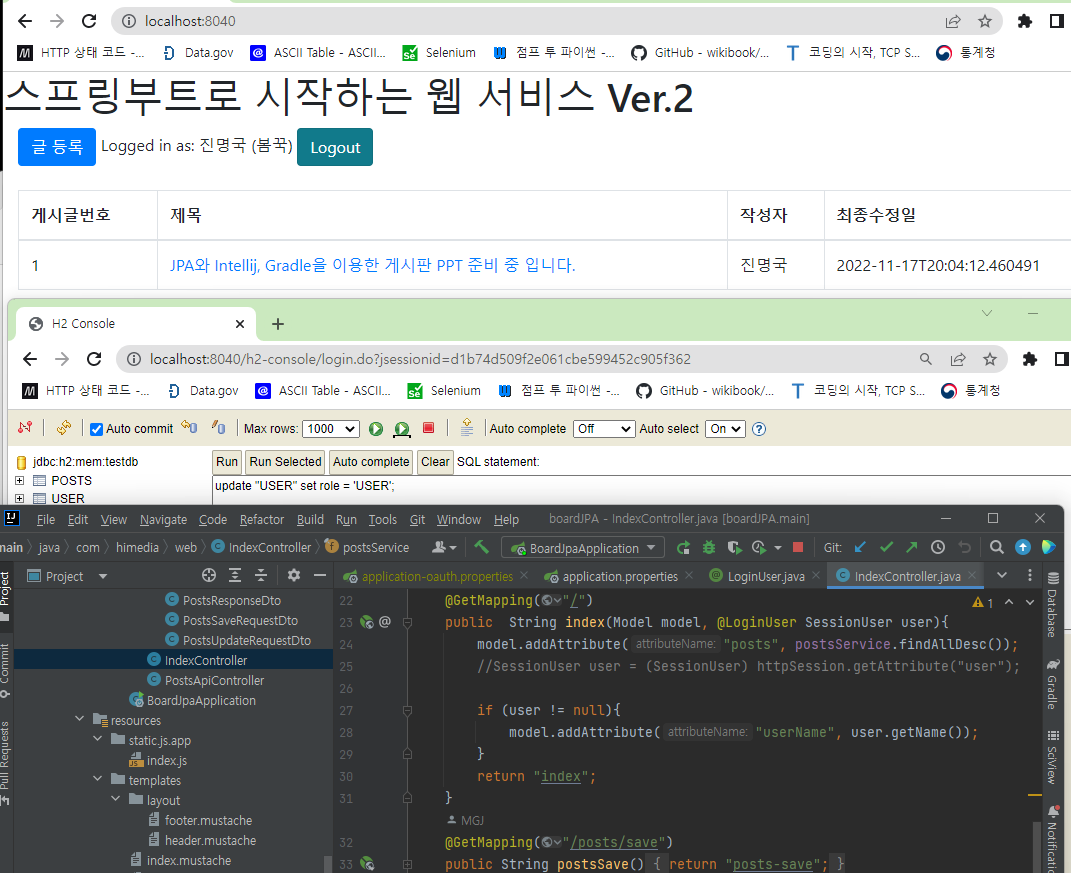 localhost:8040
HTTP 상태 코드 -... Data.gov ASCII Table - ASCII... Selenium 점프 투 파이썬 -... GitHub - wikibook/... 코딩의 시작, TCP S... 통계청
스프링부트로 시작하는 웹 서비스 Ver.2
글 등록 Logged in as: 진명국 (봄꾹) Logout
게시글번호 제목 작성자 최종수정일
1 JPA와 Intellij, Gradle을 이용한 게시판 PPT 준비 중 입니다. 진명국 2022-11-17T20:04:12.460491
H2 Console
localhost:8040/h2-console/login.do?jsessionid=d1b74d509f2e061cbe599452c905f362
HTTP 상태 코드 -... Data.gov ASCII Table - ASCII... Selenium 점프 투 파이썬 -... GitHub - wikibook/... 코딩의 시작, TCP S... 통계청
Auto commit Max rows: 1000 Auto complete Off Auto select On
jdbc:h2:mem:testdb Run Run Selected Auto complete Clear SQL statement:
POSTS update "USER" set role = 'USER';
USER
File Edit View Navigate Code Refactor Build Run Tools Git Window Help boardJPA - IndexController.java [boardJPA.main]
main java com himedia web IndexController postsService BoardJpaApplication Git:
Project application-oauth.properties application.properties LoginUser.java IndexController.java
Project
Commit
Pull Requests
PostsResponseDto
PostsSaveRequestDto
PostsUpdateRequestDto
IndexController
PostsApiController
BoardJpaApplication
resources
static.js.app
index.js
templates
layout
footer.mustache
header.mustache
index.mustache
22 @GetMapping("/") 1
23 public String index(Model model, @LoginUser SessionUser user){
24 model.addAttribute( attributeName: "posts", postsService.findAllDesc());
25 //SessionUser user = (SessionUser) httpSession.getAttribute("user");
26
27 if (user != null){
28 model.addAttribute( attributeName: "userName", user.getName());
29 }
30 return "index";
31 }
MGJ
32 @GetMapping("/posts/save")
33 public String postsSave() { return "posts-save"; }
Database
Gradle
SciView